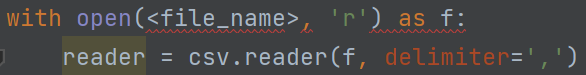 with open(<file_name>, 'r') as f:
    reader = csv.reader(f, delimiter=',')